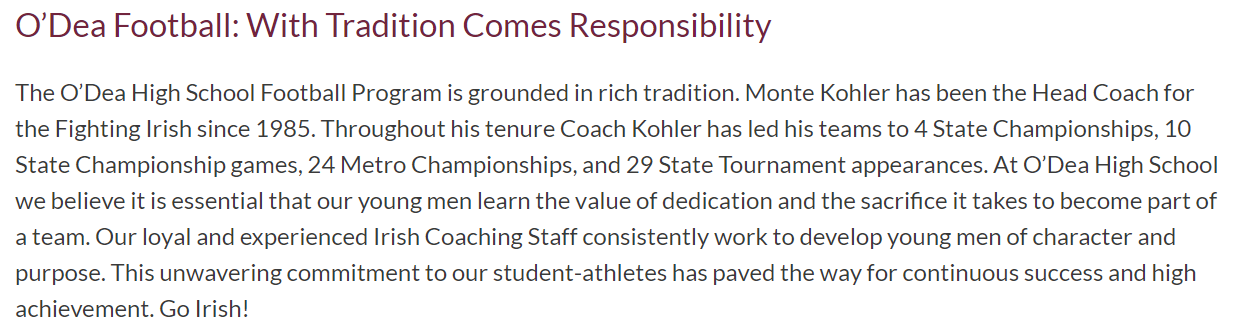 O’Dea Football: With Tradition Comes Responsibility
The O’Dea High School Football Program is grounded in rich tradition. Monte Kohler has been the Head Coach for
the Fighting Irish since 1985. Throughout his tenure Coach Kohler has led his teams to 4 State Championships, 10
State Championship games, 24 Metro Championships, and 29 State Tournament appearances. At O’Dea High School
we believe it is essential that our young men learn the value of dedication and the sacrifice it takes to become part of
a team. Our loyal and experienced Irish Coaching Staff consistently work to develop young men of character and
purpose. This unwavering commitment to our student-athletes has paved the way for continuous success and high
achievement. Go Irish!